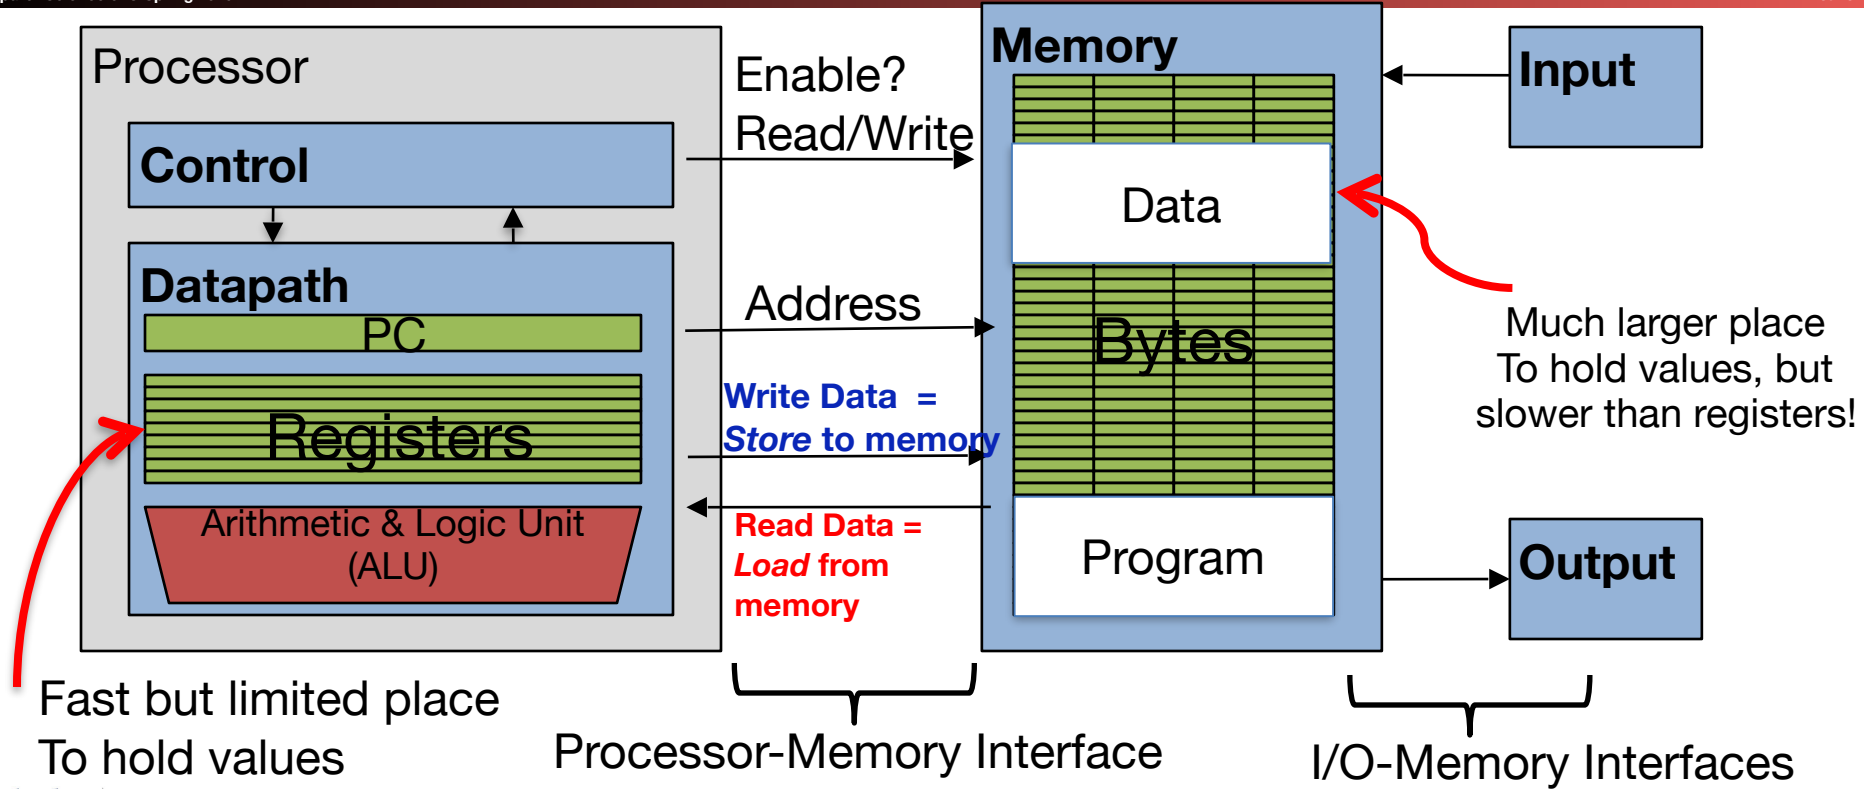 Processor
Control
Datapath
PC
Registers
Arithmetic & Logic Unit
(ALU)
Fast but limited place
To hold values
Enable?
Read/Write
Address
Write Data =
Store to memory
Read Data =
Load from
memory
Processor-Memory Interface
Memory
Data
Bytes
Program
Input
Much larger place
To hold values, but
slower than registers!
Output
I/O-Memory Interfaces